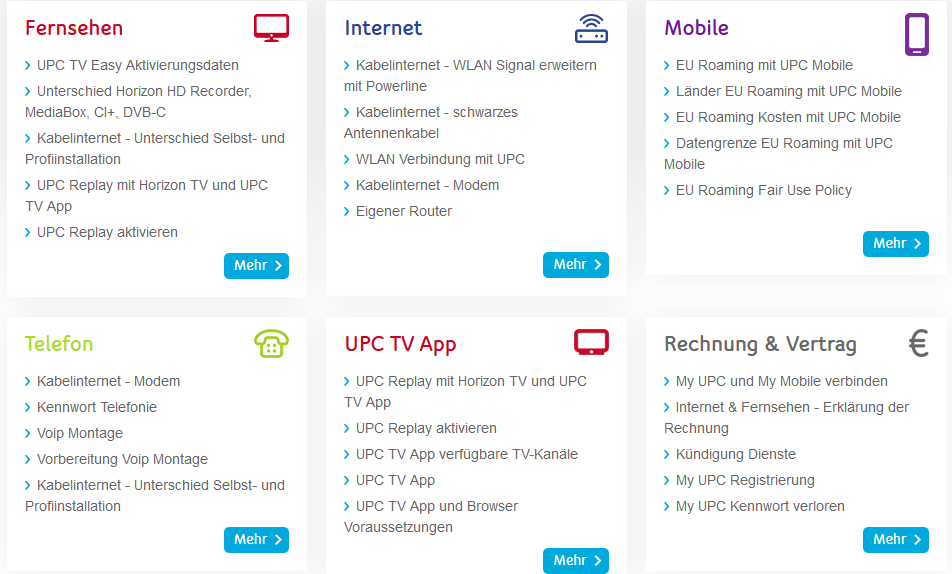 Fernsehen
UPC TV Easy Aktivierungsdaten
Unterschied Horizon HD Recorder,
MediaBox, CI+, DVB-C
Kabelinternet - Unterschied Selbst- und
Profiinstallation
UPC Replay mit Horizon TV und UPC
TV App
UPC Replay aktivieren
Mehr
Internet
Kabelinternet - WLAN Signal erweitern
mit Powerline
Kabelinternet - schwarzes
Antennenkabel
WLAN Verbindung mit UPC
Kabelinternet - Modem
Eigener Router
Mehr
Mobile
EU Roaming mit UPC Mobile
Länder EU Roaming mit UPC Mobile
EU Roaming Kosten mit UPC Mobile
Datengrenze EU Roaming mit UPC
Mobile
EU Roaming Fair Use Policy
Mehr
Telefon
Kabelinternet - Modem
Kennwort Telefonie
Voip Montage
Vorbereitung Voip Montage
Kabelinternet - Unterschied Selbst- und
Profiinstallation
Mehr
UPC TV App
UPC Replay mit Horizon TV und UPC
TV App
UPC Replay aktivieren
UPC TV App verfügbare TV-Kanäle
UPC TV App
UPC TV App und Browser
Voraussetzungen
Mehr
Rechnung & Vertrag
€
My UPC und My Mobile verbinden
Internet & Fernsehen - Erklärung der
Rechnung
Kündigung Dienste
My UPC Registrierung
My UPC Kennwort verloren
Mehr